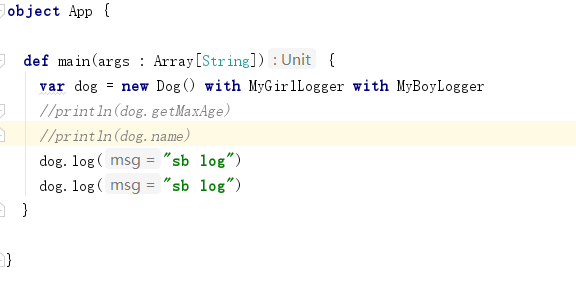 object App {
def main(args : Array[String]) : Unit {
var dog = new Dog() with MyGirlLogger with MyBoyLogger
//println(dog.getMaxAge)
//println(dog.name)
dog.log( msg = "sb log")
dog.log( msg = "sb log")
}
}